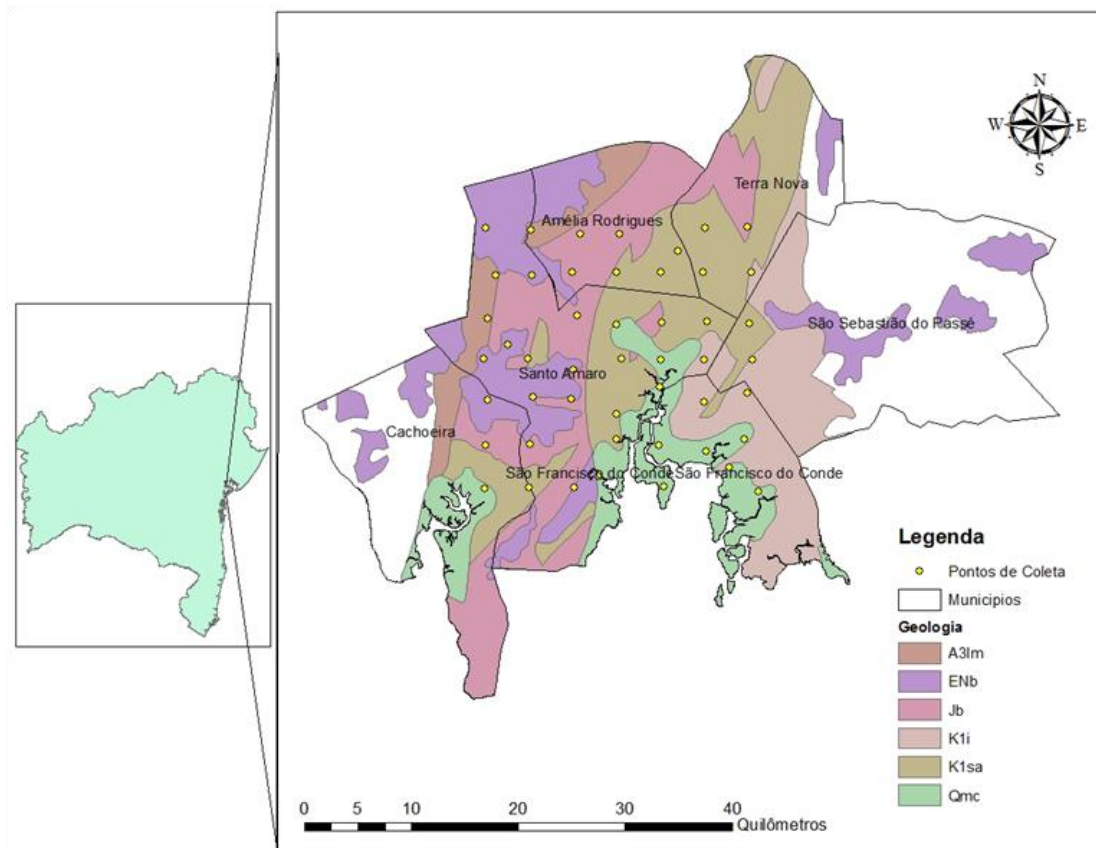 N
W E
S
Terra Nova
Amélia Rodrigues
São Sebastião do Passé
Santo Amaro
Cachoeira
São Francisco do Conde São Francisco do Conde
Legenda
Pontos de Coleta
Municipios
Geologia
A3lm
ENb
Jb
K1i
K1sa
Qmc
0 5 10 20 30 40
Quilômetros